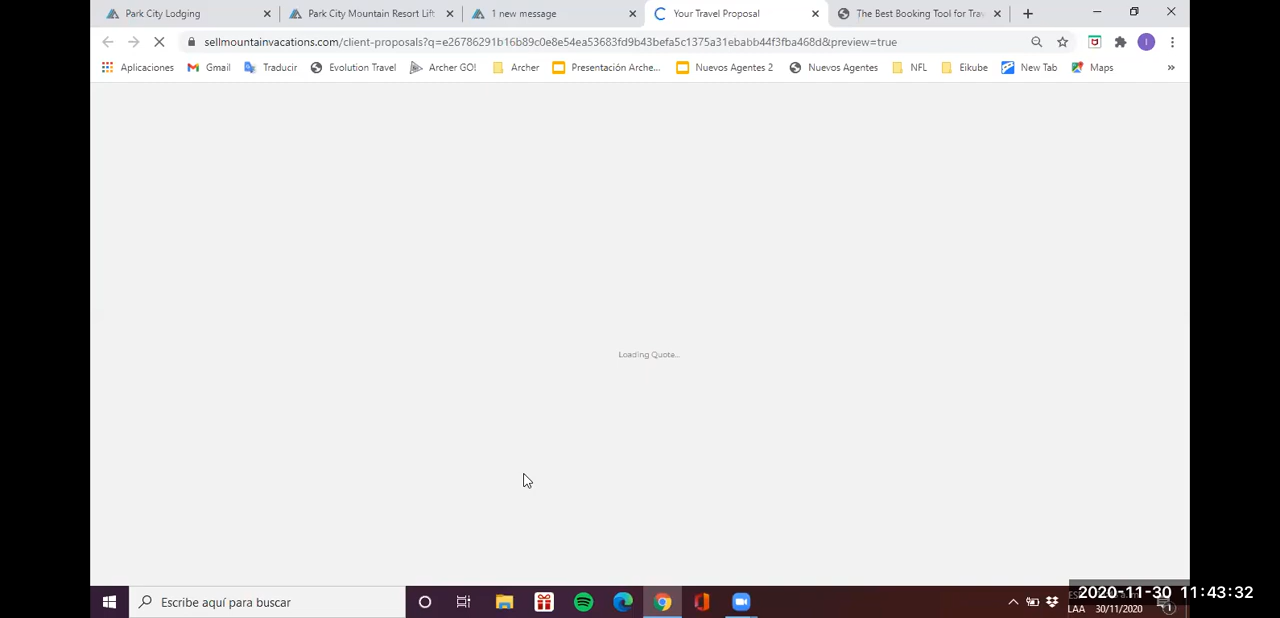 Park City Lodging
Park City Mountain Resort Lift
1 new message
Your Travel Proposal
The Best Booking Tool for Trav
sellmountainvacations.com/client-proposals?q=e26786291b16b89c0e8e54ea53683fd9b43befa5c1375a31ebabb44f3fba468d&preview=true
I
Aplicaciones
Gmail
Traducir
Evolution Travel
Archer GO!
Archer
Presentación Arche...
Nuevos Agentes 2
Nuevos Agentes
NFL
Eikube
New Tab
Maps
»
Loading Quote...
Escribe aquí para buscar
2020-11-30 11:43:32
LAA
30/11/2020
1